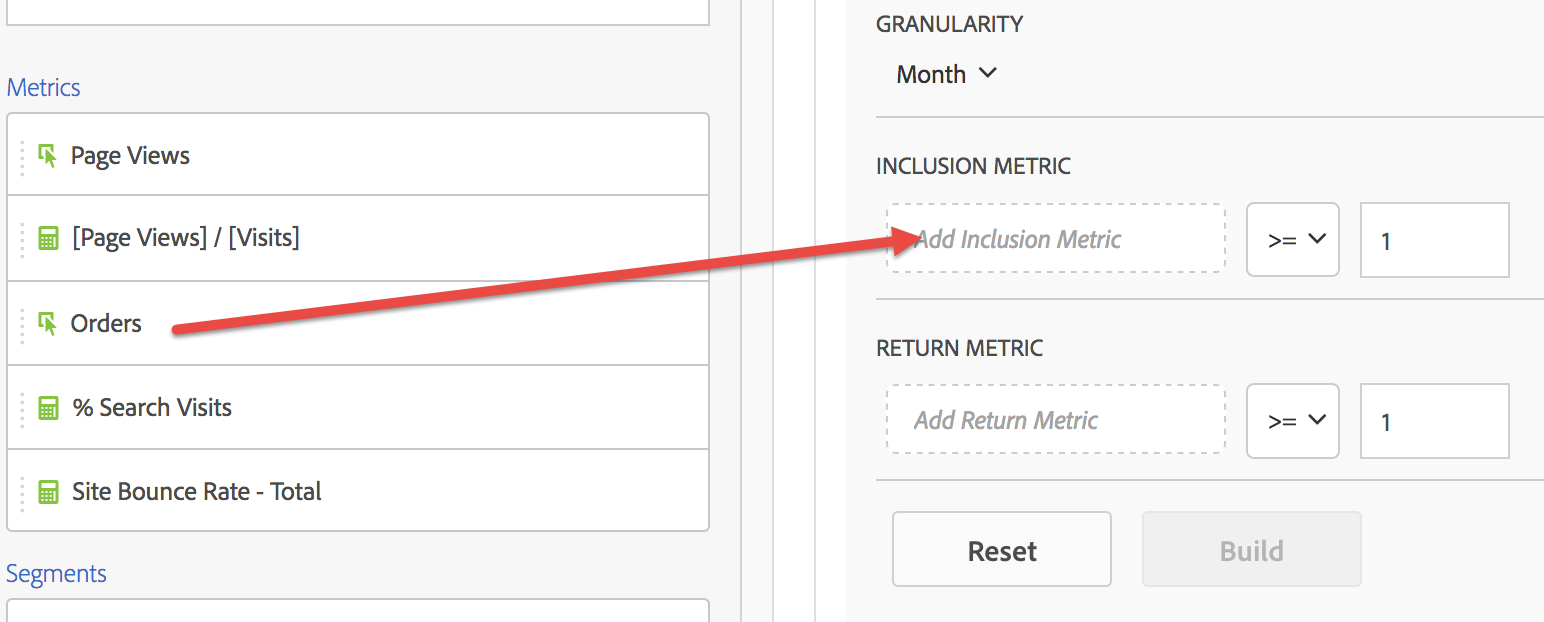 Metrics
Page Views
[Page Views] / [Visits]
Orders
% Search Visits
Site Bounce Rate - Total
Segments
GRANULARITY
Month
INCLUSION METRIC
Add Inclusion Metric
>=
1
RETURN METRIC
Add Return Metric
>=
1
Reset
Build